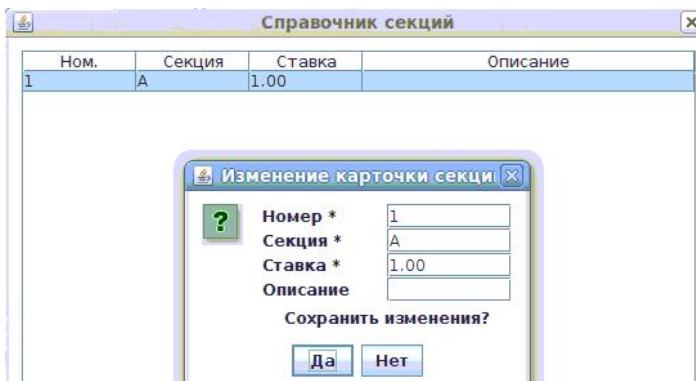 Справочник секций
Ном. Секция Ставка Описание
1 A 1.00
Изменение карточки секци
Номер * 1
Секция * A
Ставка * 1.00
Описание
Сохранить изменения?
Да Нет